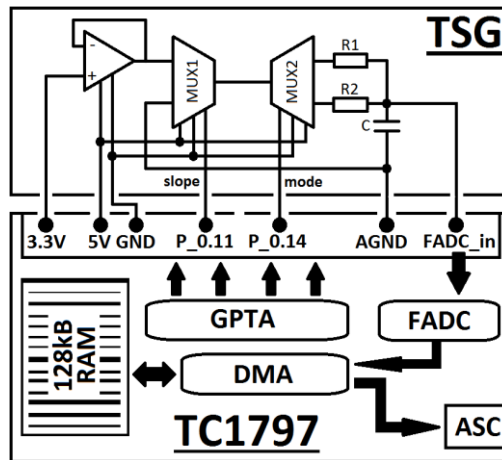 TSG
-
+
MUX1
MUX2
R1
R2
C
slope
mode
3.3V 5V GND P_0.11 P_0.14 AGND FADC_in
GPTA
FADC
128kB
RAM
DMA
ASC
TC1797